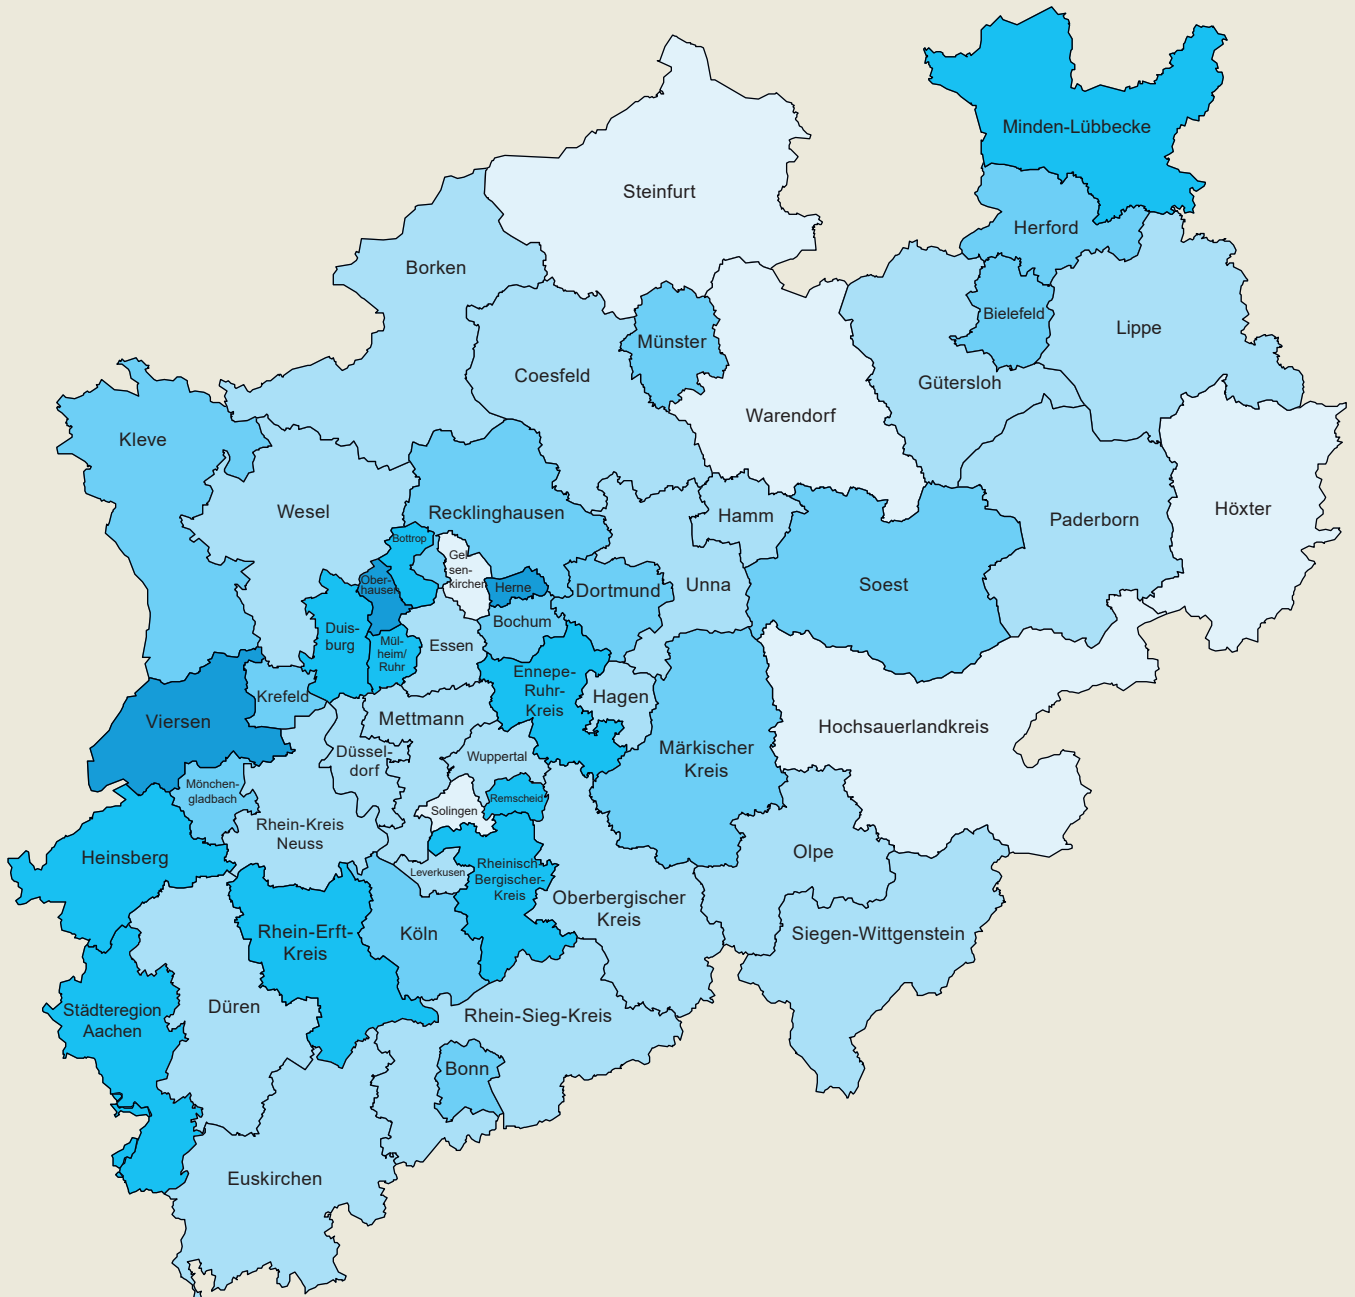 Minden-Lübbecke
Steinfurt
Herford
Borken
Bielefeld
Lippe
Münster
Coesfeld
Gütersloh
Warendorf
Kleve
Wesel
Recklinghausen
Hamm
Höxter
Paderborn
Bottrop
Gel-
sen-
kirchen
Ober-
hausen
Herne
Dortmund
Unna
Soest
Bochum
Duis-
burg
Mül-
heim/
Ruhr
Essen
Ennepe-
Ruhr-
Kreis
Hagen
Krefeld
Viersen
Mettmann
Hochsauerlandkreis
Düssel-
dorf
Wuppertal
Märkischer
Kreis
Mönchen-
gladbach
Remscheid
Solingen
Rhein-Kreis
Neuss
Heinsberg
Olpe
Leverkusen
Rheinisch-
Bergischer-
Kreis
Oberbergischer
Kreis
Rhein-Erft-
Kreis
Köln
Siegen-Wittgenstein
Städteregion
Aachen
Düren
Rhein-Sieg-Kreis
Bonn
Euskirchen